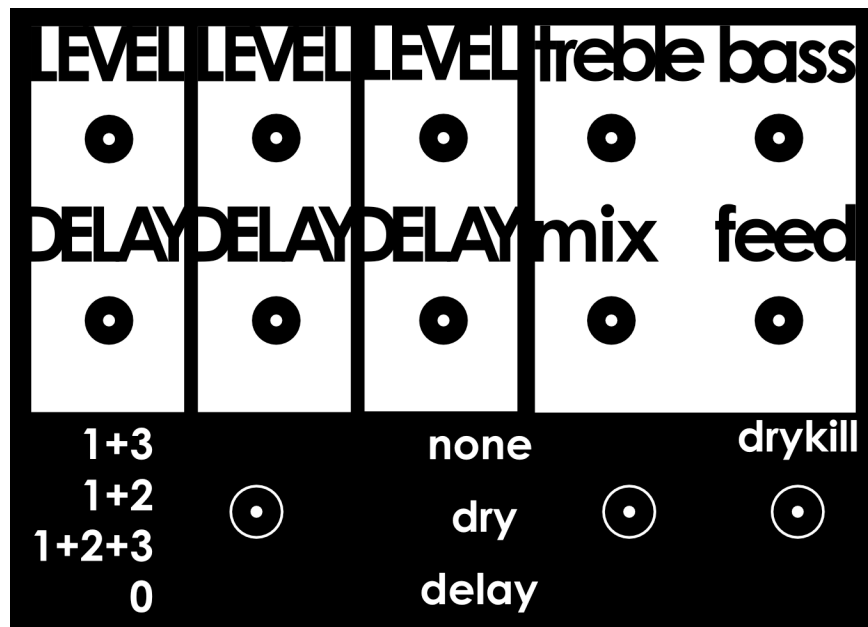 LEVEL LEVEL LEVEL treble bass
DELAY DELAY DELAY mix feed
1+3 none drykill
1+2
dry
1+2+3
0 delay